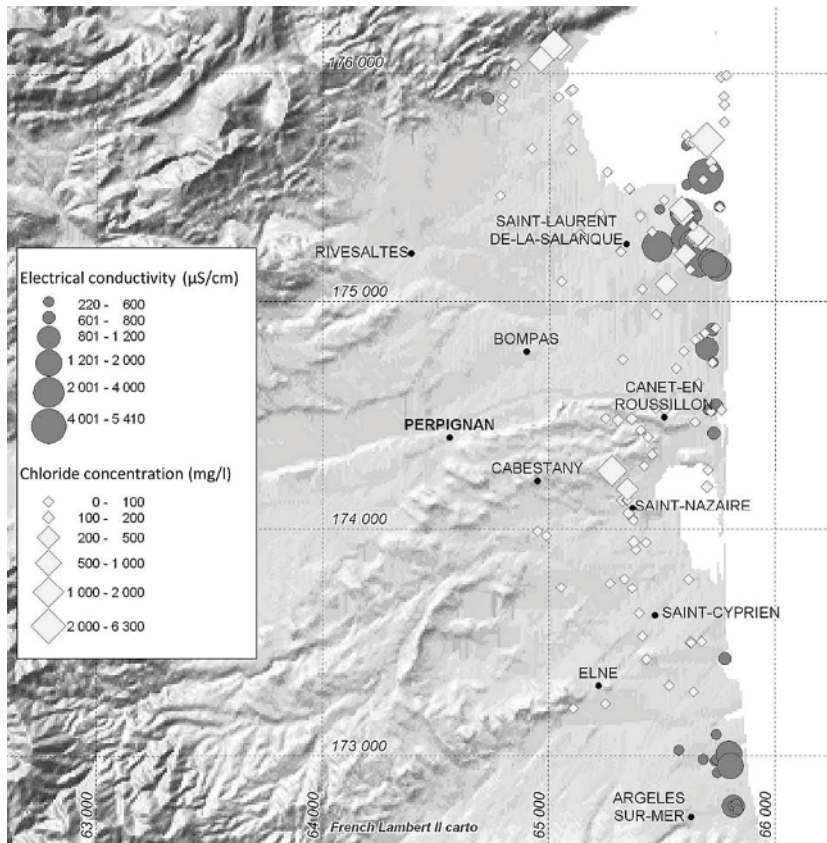 176 000
SAINT-LAURENT
DE-LA-SALANQUE
RIVESALTES
Electrical conductivity (µS/cm)
220 - 600
601 - 800
801 - 1 200
1 201 - 2 000
2 001 - 4 000
4 001 - 5 410
Chloride concentration (mg/l)
0 - 100
100 - 200
200 - 500
500 - 1 000
1 000 - 2 000
2 000 - 6 300
175 000
BOMPAS
CANET-EN
ROUSSILLON
PERPIGNAN
CABESTANY
SAINT-NAZAIRE
174 000
SAINT-CYPRIEN
ELNE
173 000
ARGELES
SUR-MER
63 000
64 000
65 000
66 000
French Lambert II carto